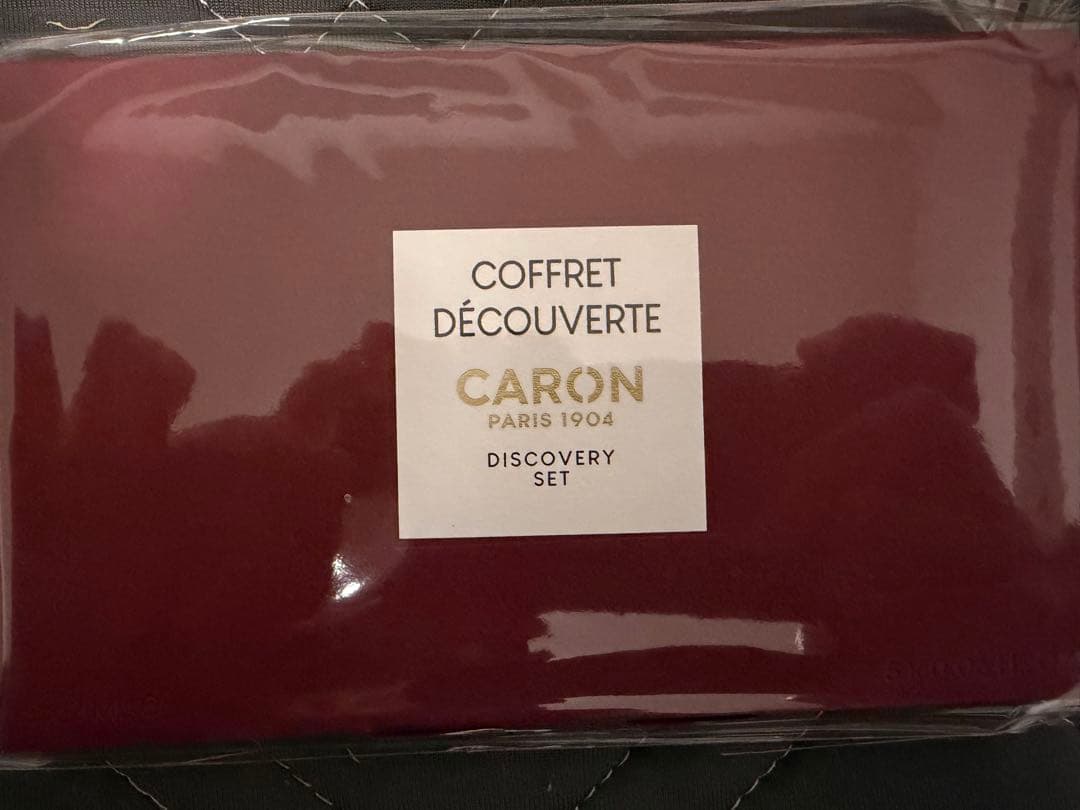 COFFRET
DÉCOUVERTE
CARON
PARIS 1904
DISCOVERY
SET